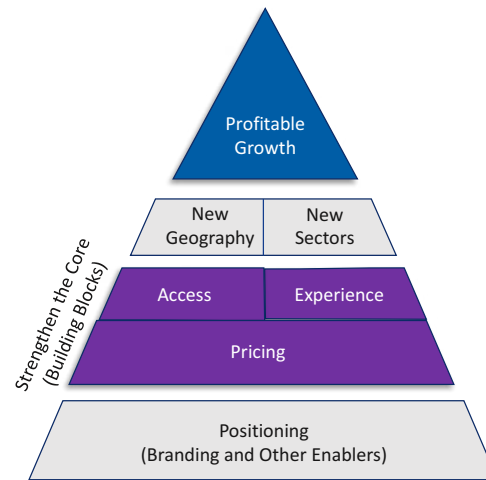 Profitable
Growth
New
Geography
New
Sectors
Strengthen the Core
(Building Blocks)
Access
Experience
Pricing
Positioning
(Branding and Other Enablers)